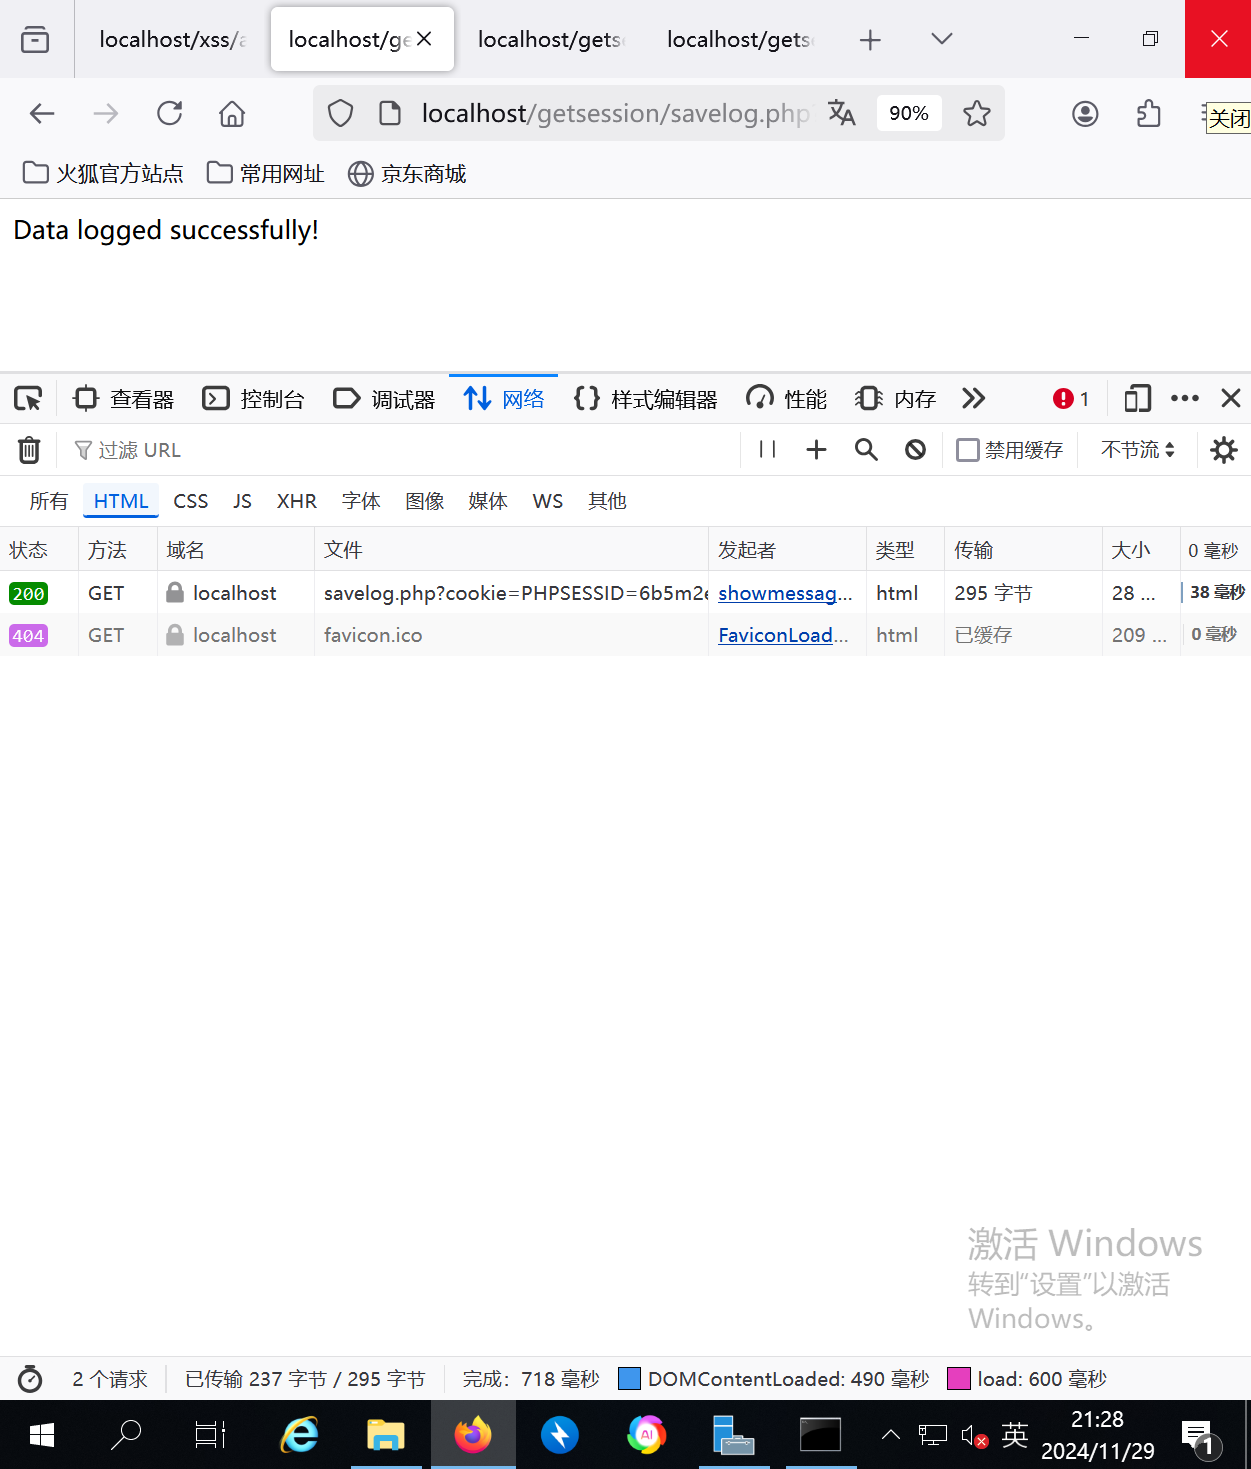 localhost/xss/a
localhost/ge
localhost/getse
localhost/getse
localhost/getsession/savelog.php
90%
关闭
火狐官方站点
常用网址
京东商城
Data logged successfully!
查看器
控制台
调试器
网络
样式编辑器
性能
内存
1
过滤 URL
禁用缓存
不节流
所有 HTML CSS JS XHR 字体 图像 媒体 WS 其他
状态 方法 域名 文件 发起者 类型 传输 大小 0 毫秒
200 GET localhost savelog.php?cookie=PHPSESSID=6b5m2e showmessag... html 295 字节 28 ... 38 毫秒
404 GET localhost favicon.ico FaviconLoad... html 已缓存 209 ... 0 毫秒
激活 Windows
转到“设置”以激活
Windows。
2 个请求 已传输 237 字节 / 295 字节 完成：718 毫秒 DOMContentLoaded: 490 毫秒 load: 600 毫秒
AI
英
21:28
2024/11/29
1